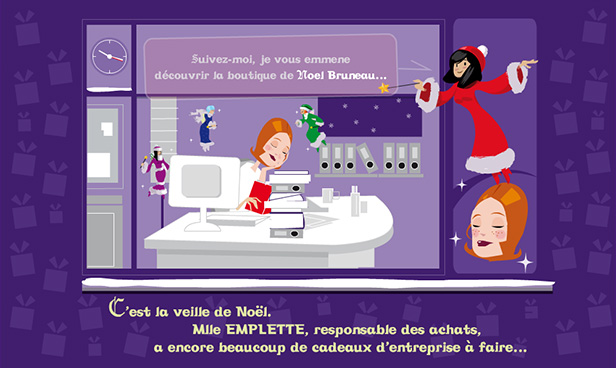 Suivez-moi, je vous emmene
découvrir la boutique de Noel Bruneau...
C'est la veille de Noël.
Mlle EMPLETTE, responsable des achats,
a encore beaucoup de cadeaux d'entreprise à faire...